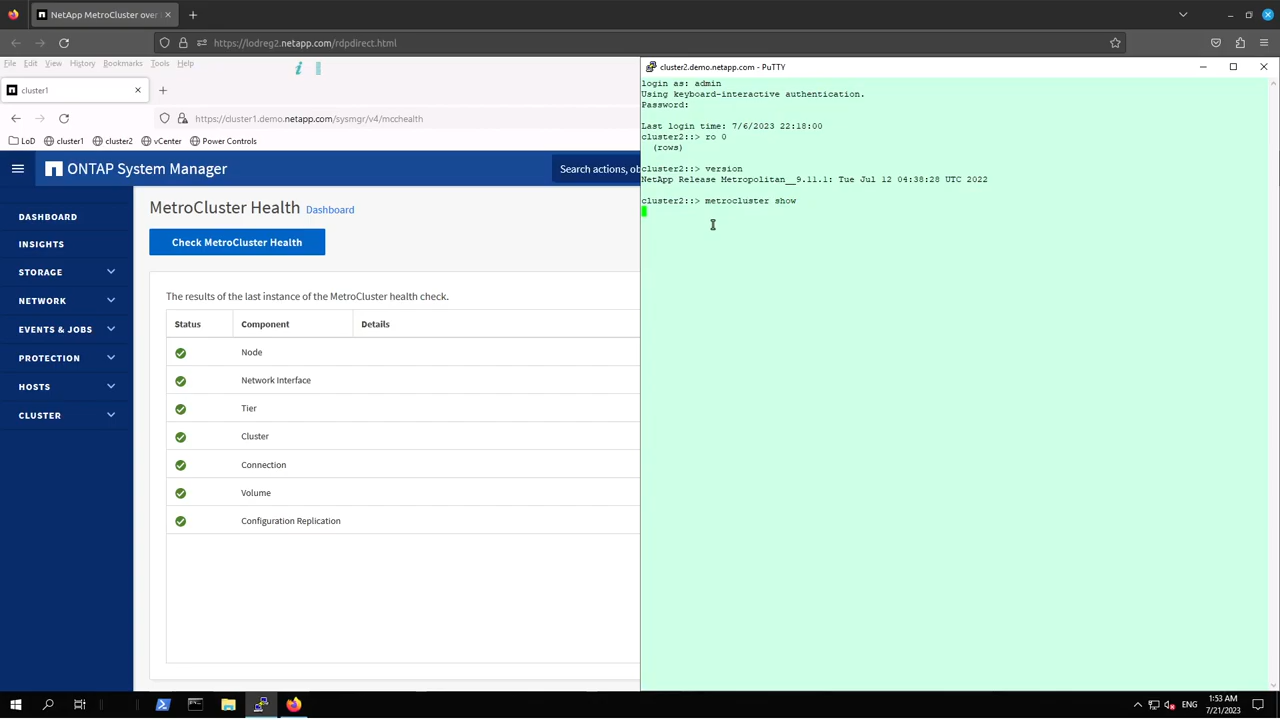 NetApp MetroCluster over
https://lodreg2.netapp.com/rdpdirect.html
File Edit View History Bookmarks Tools Help
cluster1
https://cluster1.demo.netapp.com/sysmgr/v4/mcchealth
LoD cluster1 cluster2 vCenter Power Controls
ONTAP System Manager
Search actions, ob
DASHBOARD
INSIGHTS
STORAGE
NETWORK
EVENTS & JOBS
PROTECTION
HOSTS
CLUSTER
MetroCluster Health Dashboard
Check MetroCluster Health
The results of the last instance of the MetroCluster health check.
Status Component Details
Node
Network Interface
Tier
Cluster
Connection
Volume
Configuration Replication
cluster2.demo.netapp.com - PuTTY
login as: admin
Using keyboard-interactive authentication.
Password:
Last login time: 7/6/2023 22:18:00
cluster2::> ro 0
(rows)
cluster2::> version
NetApp Release Metropolitan__9.11.1: Tue Jul 12 04:38:28 UTC 2022
cluster2::> metrocluster show
ENG
1:53 AM
7/21/2023